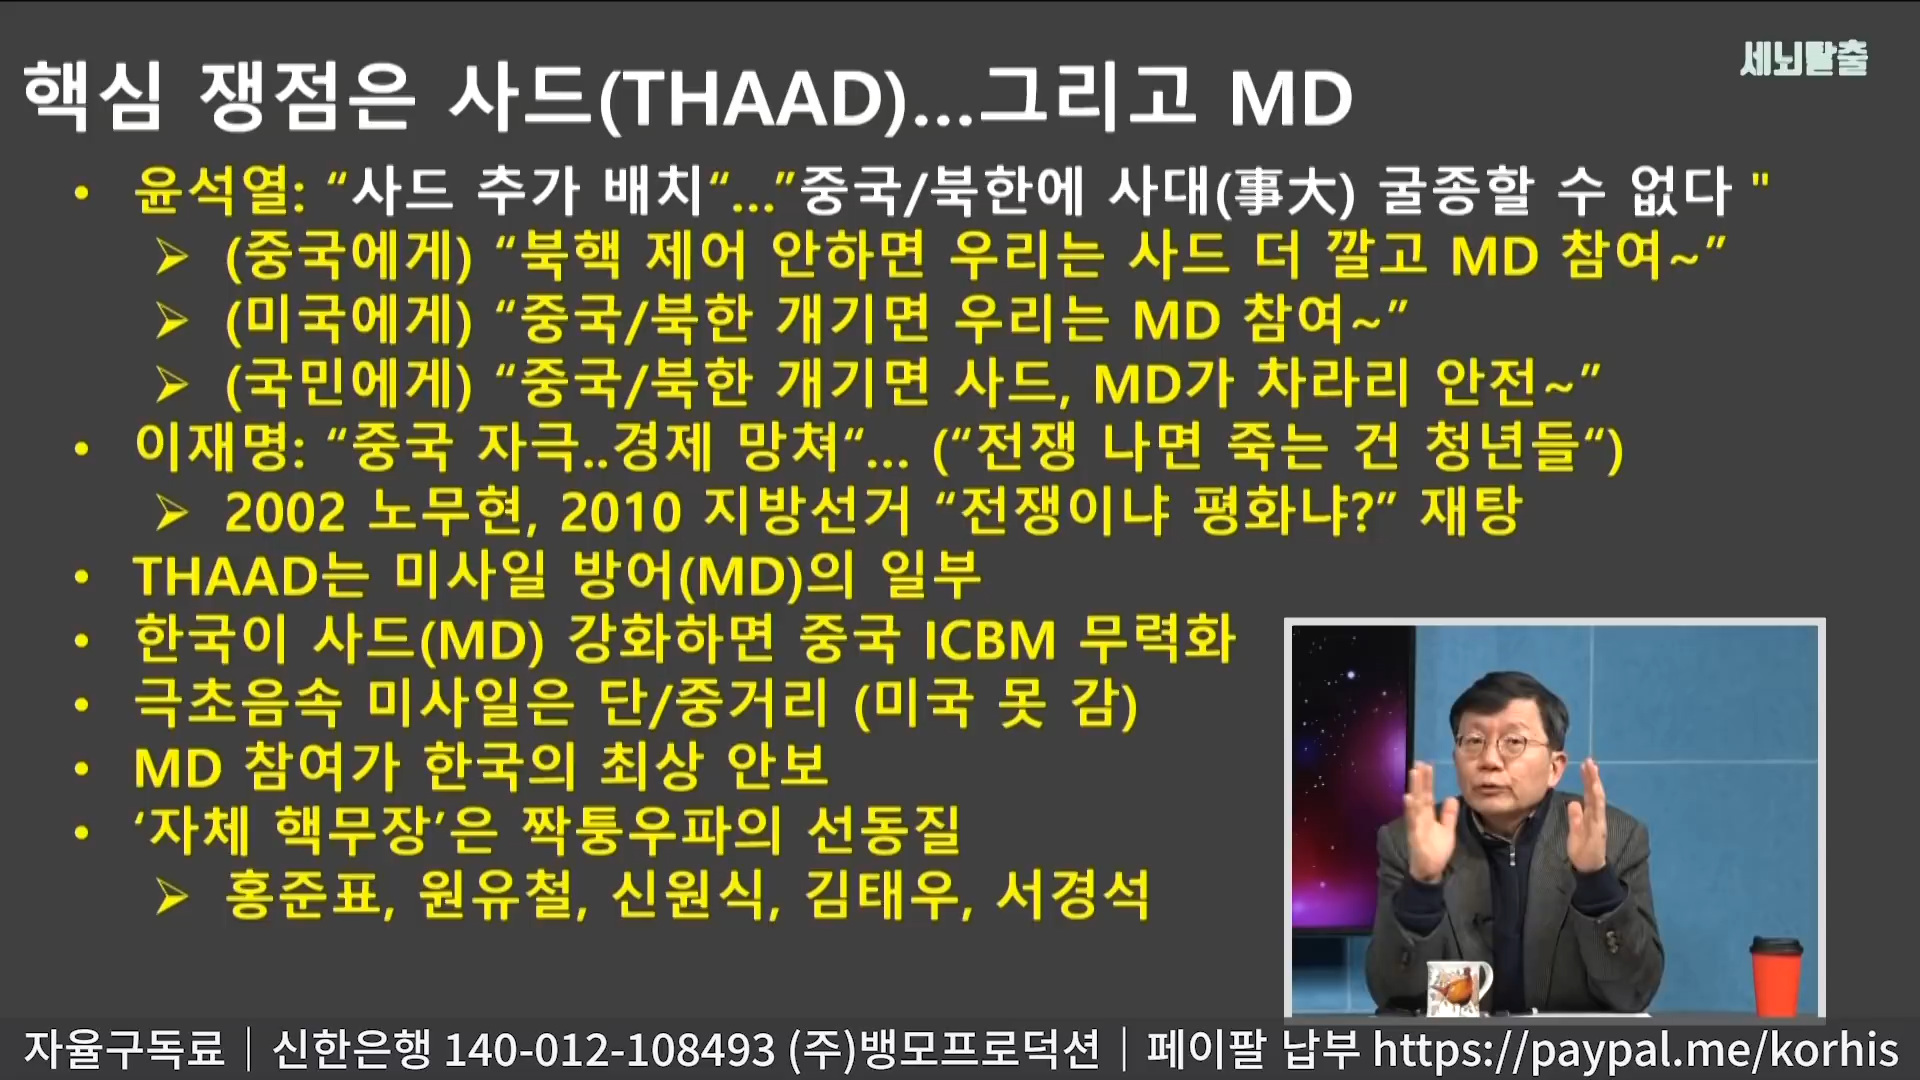 세뇌탈출
핵심 쟁점은 사드(THAAD)...그리고 MD
• 윤석열: “사드 추가 배치“...”중국/북한에 사대(事大) 굴종할 수 없다 "
➢ (중국에게) “북핵 제어 안하면 우리는 사드 더 깔고 MD 참여~”
➢ (미국에게) “중국/북한 개기면 우리는 MD 참여~”
➢ (국민에게) “중국/북한 개기면 사드, MD가 차라리 안전~”
• 이재명: “중국 자극..경제 망쳐“... (“전쟁 나면 죽는 건 청년들“)
➢ 2002 노무현, 2010 지방선거 “전쟁이냐 평화냐?” 재탕
• THAAD는 미사일 방어(MD)의 일부
• 한국이 사드(MD) 강화하면 중국 ICBM 무력화
• 극초음속 미사일은 단/중거리 (미국 못 감)
• MD 참여가 한국의 최상 안보
• ‘자체 핵무장’은 짝퉁우파의 선동질
➢ 홍준표, 원유철, 신원식, 김태우, 서경석
자율구독료｜신한은행 140-012-108493 (주)뱅모프로덕션｜페이팔 납부 https://paypal.me/korhis